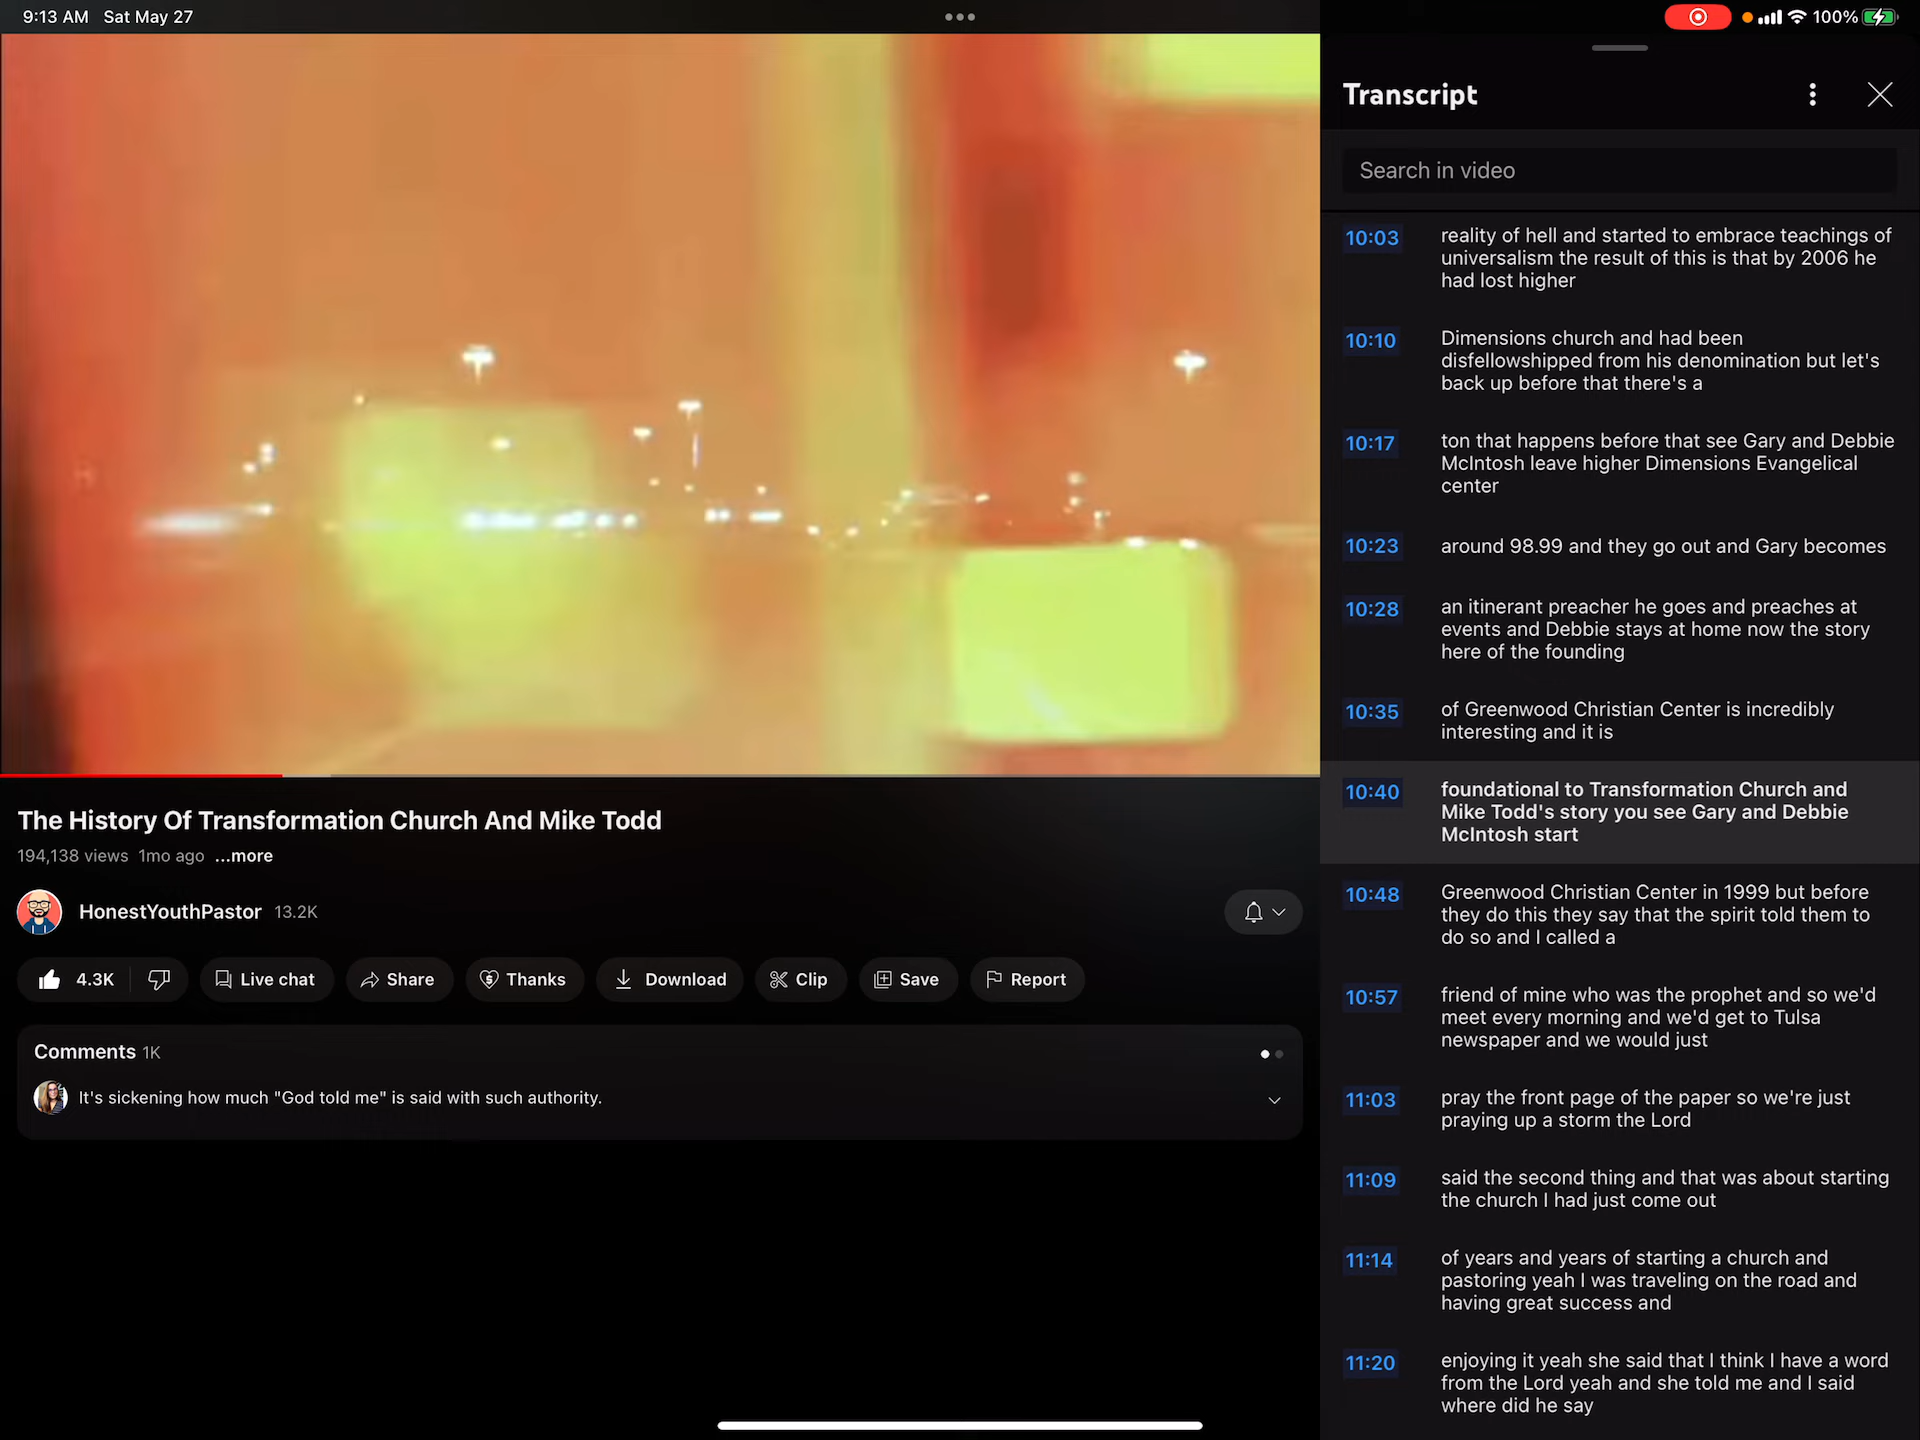 9:13 AM Sat May 27
100%
Transcript
Search in video
10:03
reality of hell and started to embrace teachings of
universalism the result of this is that by 2006 he
had lost higher
10:10
Dimensions church and had been
disfellowshipped from his denomination but let's
back up before that there's a
10:17
ton that happens before that see Gary and Debbie
McIntosh leave higher Dimensions Evangelical
center
10:23
around 98.99 and they go out and Gary becomes
10:28
an itinerant preacher he goes and preaches at
events and Debbie stays at home now the story
here of the founding
10:35
of Greenwood Christian Center is incredibly
interesting and it is
10:40
foundational to Transformation Church and
Mike Todd's story you see Gary and Debbie
McIntosh start
10:48
Greenwood Christian Center in 1999 but before
they do this they say that the spirit told them to
do so and I called a
10:57
friend of mine who was the prophet and so we'd
meet every morning and we'd get to Tulsa
newspaper and we would just
11:03
pray the front page of the paper so we're just
praying up a storm the Lord
11:09
said the second thing and that was about starting
the church I had just come out
11:14
of years and years of starting a church and
pastoring yeah I was traveling on the road and
having great success and
11:20
enjoying it yeah she said that I think I have a word
from the Lord yeah and she told me and I said
where did he say
The History Of Transformation Church And Mike Todd
194,138 views 1mo ago ...more
HonestYouthPastor 13.2K
4.3K
Live chat
Share
Thanks
Download
Clip
Save
Report
Comments 1K
It's sickening how much "God told me" is said with such authority.